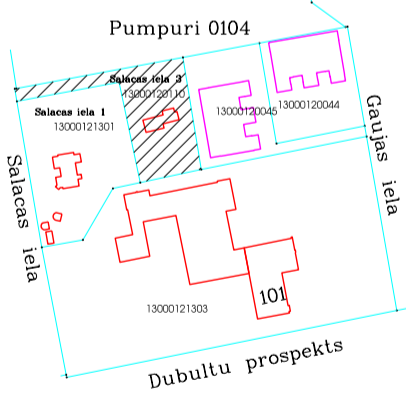 Pumpuri 0104
Salacas iela 3
13000120110
Salacas iela 1
13000121301
13000120045
13000120044
Gaujas iela
Salacas iela
101
13000121303
Dubultu prospekts